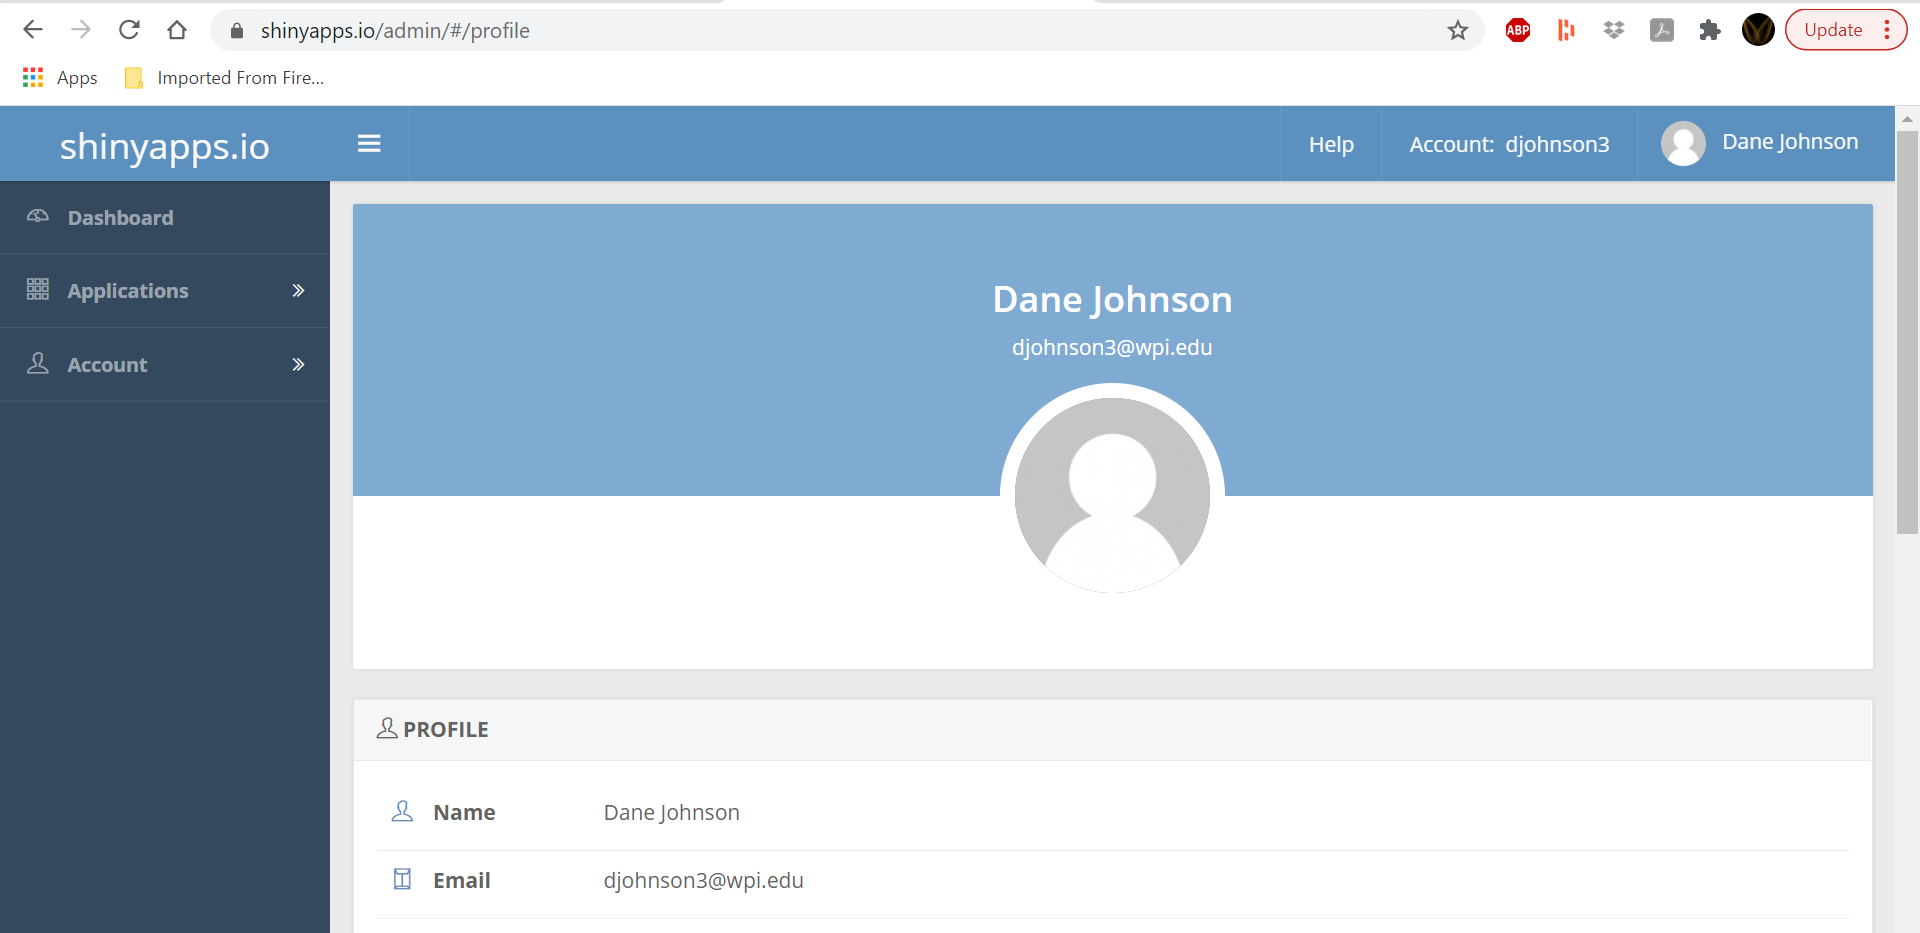 shinyapps.io/admin/#/profile
ABP
Update
Apps
Imported From Fire...
shinyapps.io
Help
Account: djohnson3
Dane Johnson
Dashboard
Applications
Account
Dane Johnson
djohnson3@wpi.edu
PROFILE
Name Dane Johnson
Email djohnson3@wpi.edu